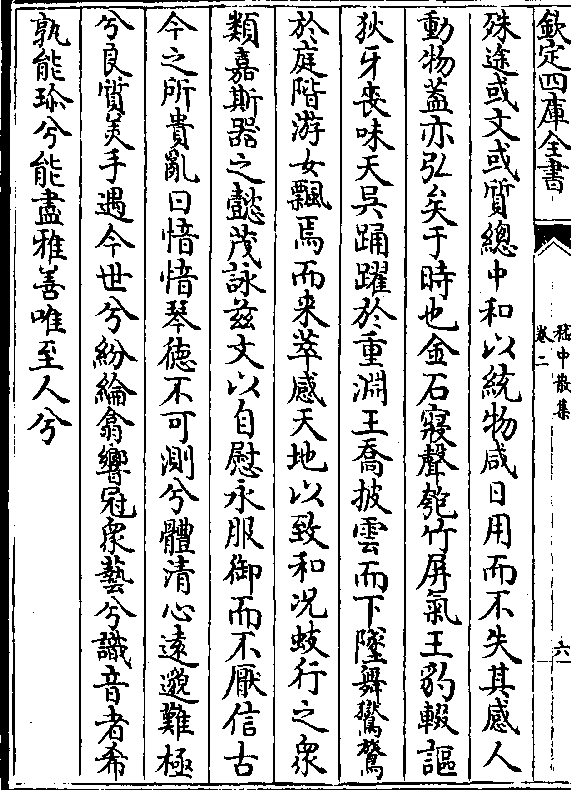 欽定四庫全書
嵇中散集
卷二
六
殊途或文或質總中和以統物咸日用而不失其感人
動物蓋亦弘矣于時也金石寢聲匏竹屏氣王豹輟謳
狄牙喪味天吳踊躍於重淵王喬披雲而下墜舞鸑鷟
於庭階游女飄焉而来萃感天地以致和况蚑行之衆
類嘉斯器之懿茂詠兹文以自慰永服御而不厭信古
今之所貴亂曰愔愔琴徳不可測兮體清心遠邈難極
兮良質美手遇今世兮紛綸翕響冠衆藝兮識音者希
孰能珍兮能盡雅善唯至人兮